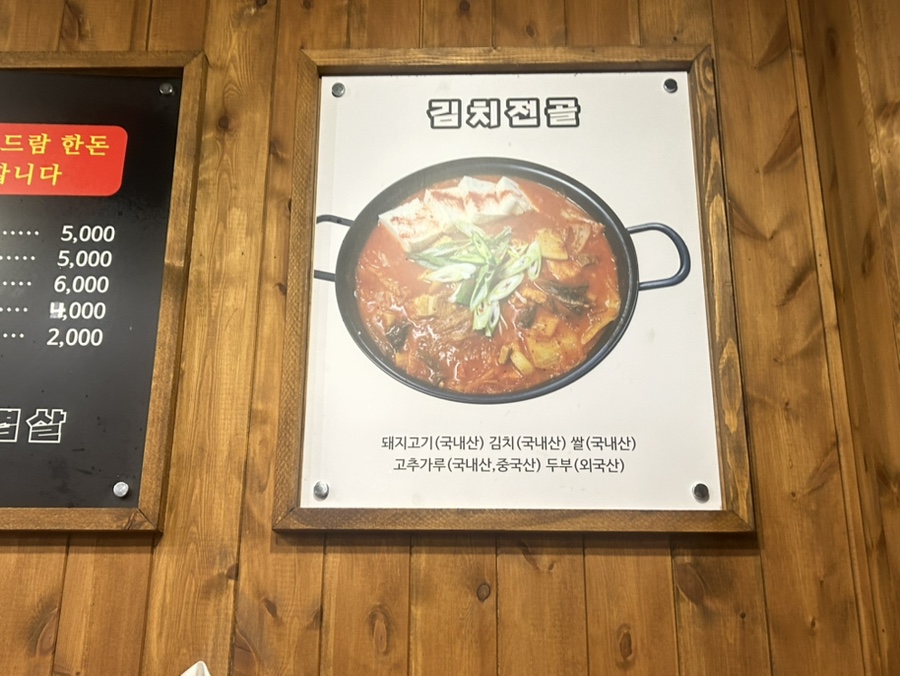 드람 한돈
합니다
5,000
5,000
6,000
4,000
2,000
겹살
김치전골
돼지고기(국내산) 김치(국내산) 쌀(국내산)
고추가루(국내산,중국산) 두부(외국산)